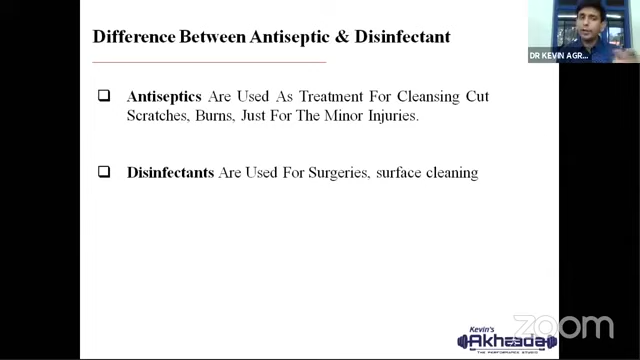 Difference Between Antiseptic & Disinfectant
DR KEVIN AGR...
Antiseptics Are Used As Treatment For Cleansing Cut
Scratches, Burns, Just For The Minor Injuries.
Disinfectants Are Used For Surgeries, surface cleaning
Kevin's
Akhaada
THE PERFORMANCE STUDIO
zoom